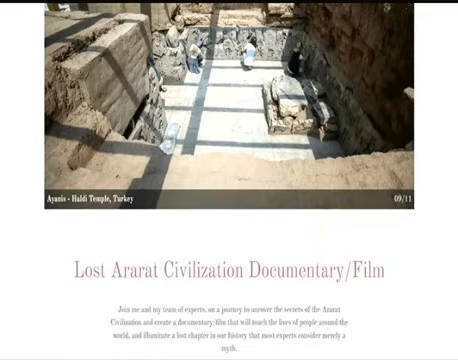 Ayanis - Haldi Temple, Turkey
09/11
Lost Ararat Civilization Documentary/Film
Join me and my team of experts, on a journey to uncover the secrets of the Ararat
Civilization and create a documentary/film that will touch the lives of people around the
world, and illuminate a lost chapter in our history that most experts consider merely a
myth.